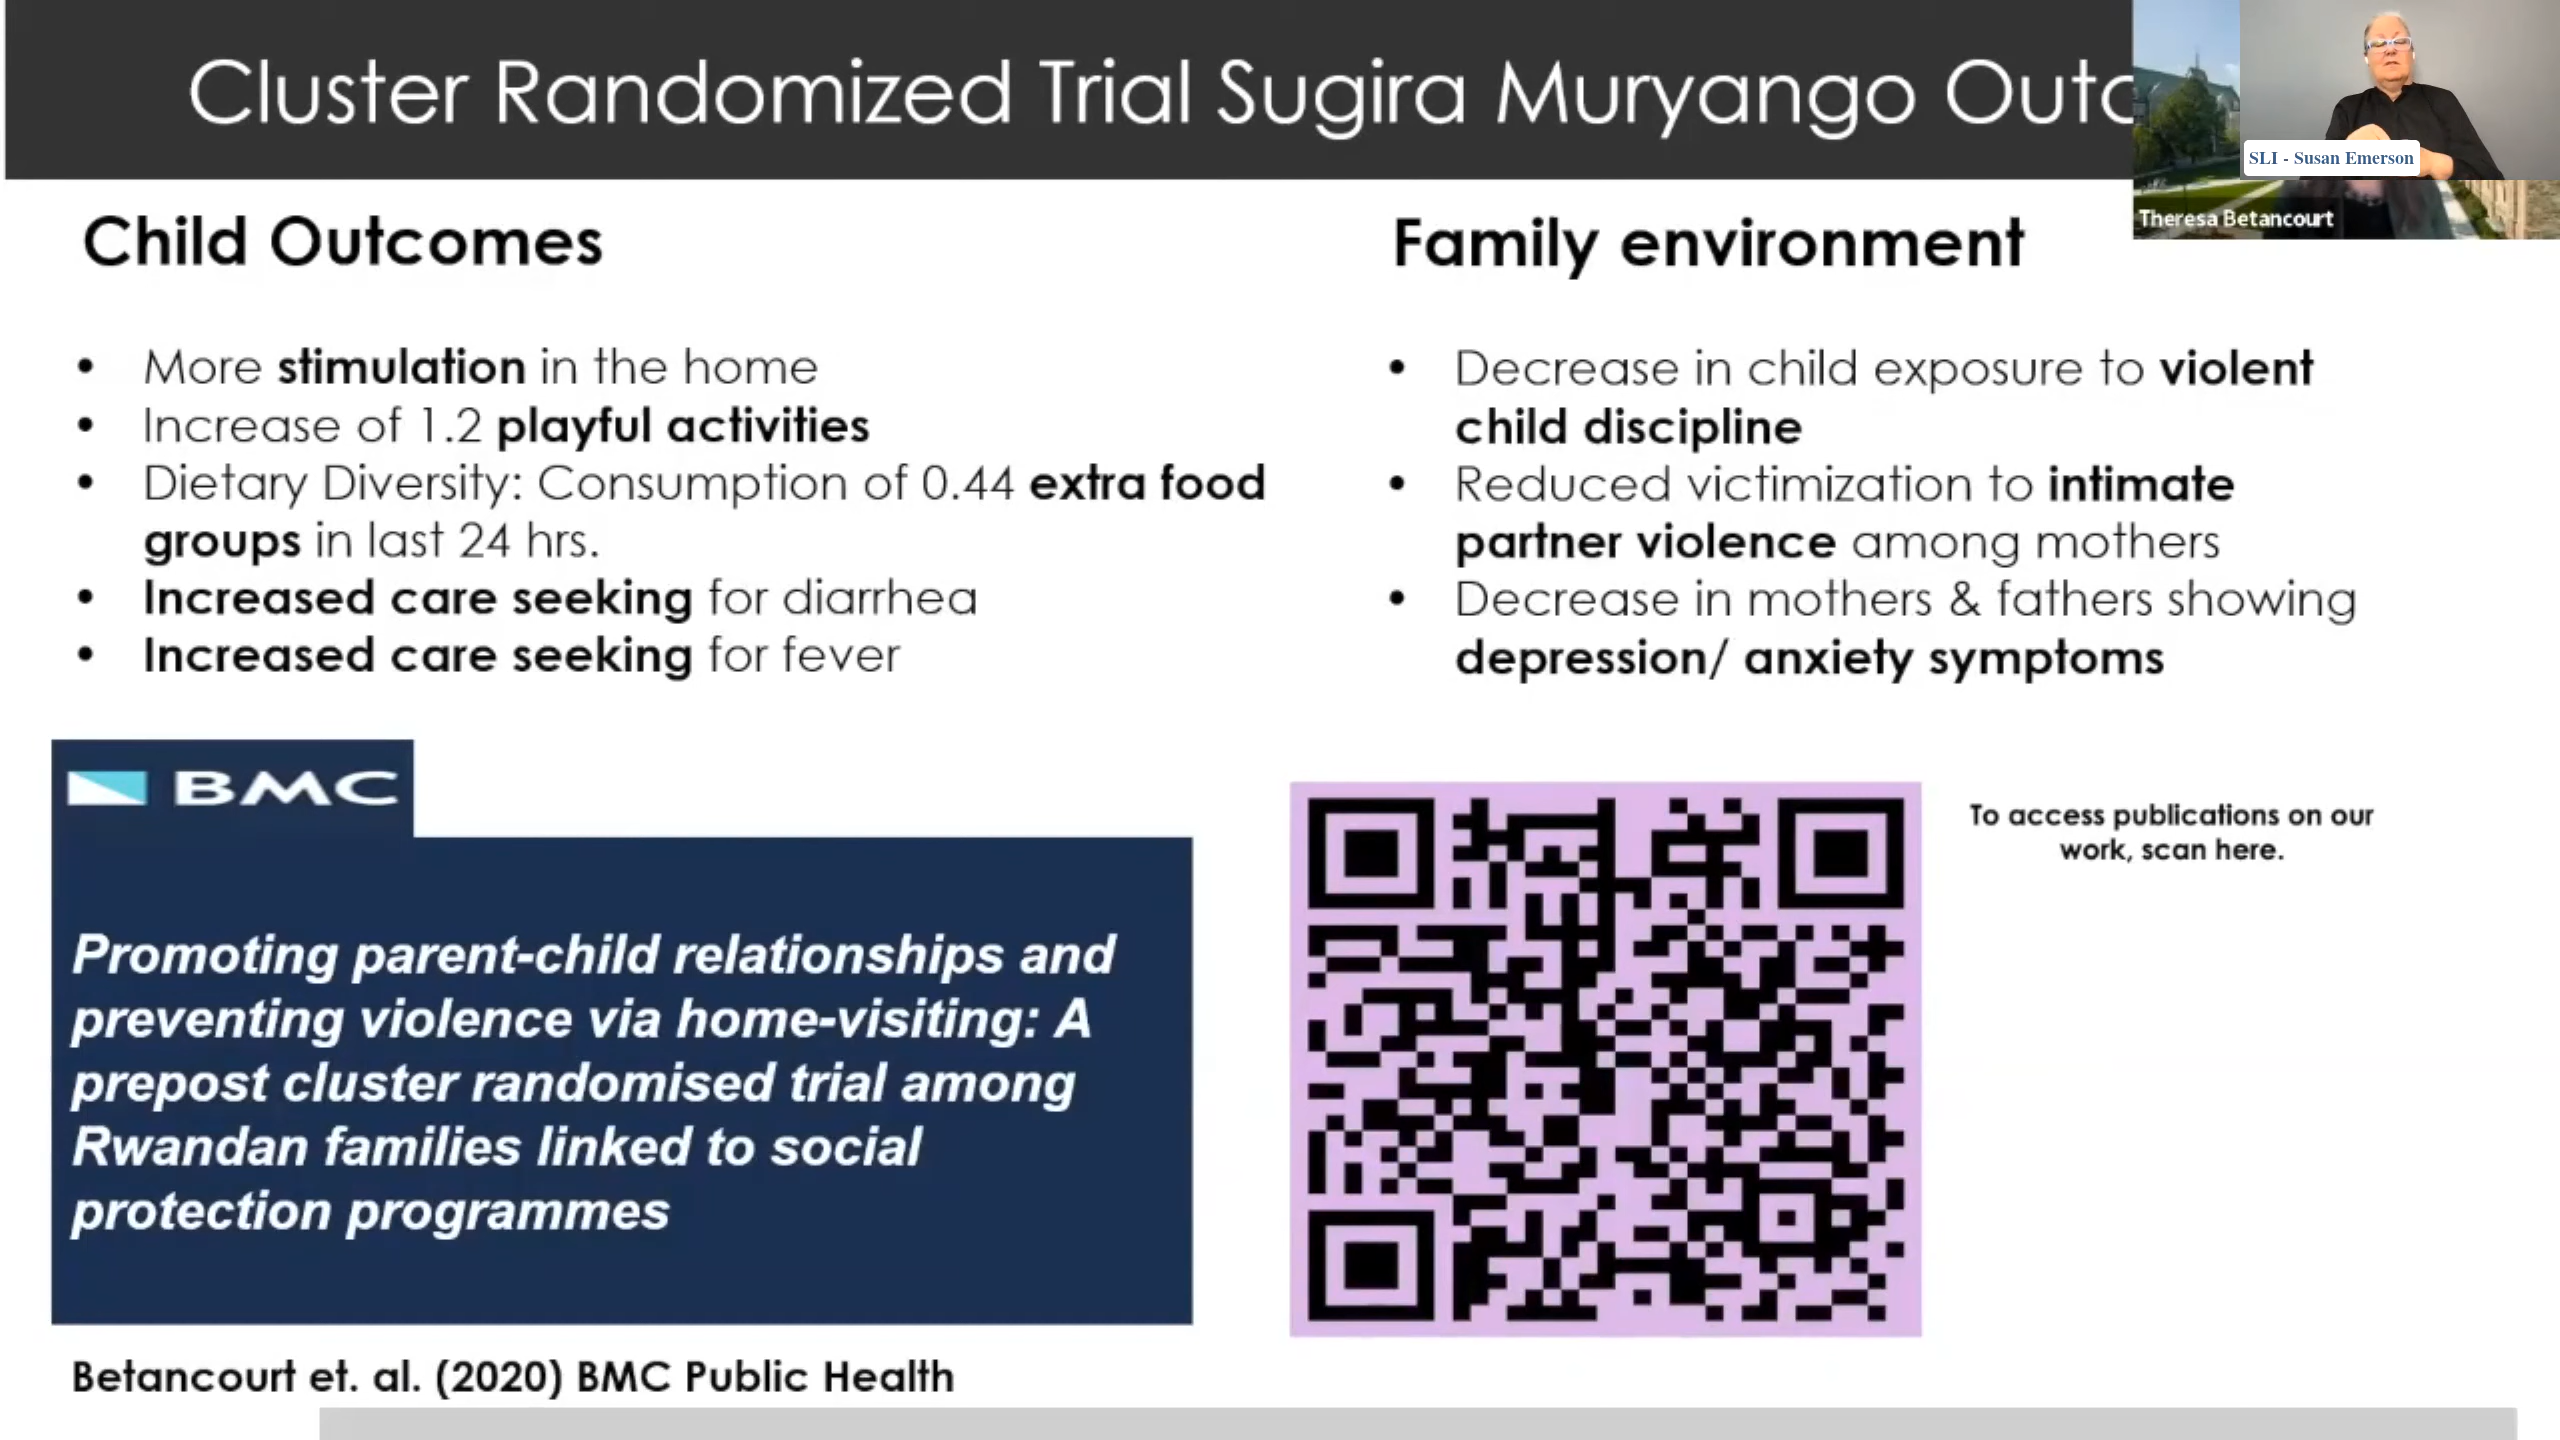 Cluster Randomized Trial Sugira Muryango Outc
SLI - Susan Emerson
Theresa Betancourt
Child Outcomes
• More stimulation in the home
• Increase of 1.2 playful activities
• Dietary Diversity: Consumption of 0.44 extra food
groups in last 24 hrs.
• Increased care seeking for diarrhea
• Increased care seeking for fever
Family environment
• Decrease in child exposure to violent
child discipline
• Reduced victimization to intimate
partner violence among mothers
• Decrease in mothers & fathers showing
depression/ anxiety symptoms
BMC
Promoting parent-child relationships and
preventing violence via home-visiting: A
prepost cluster randomised trial among
Rwandan families linked to social
protection programmes
Betancourt et. al. (2020) BMC Public Health
To access publications on our
work, scan here.